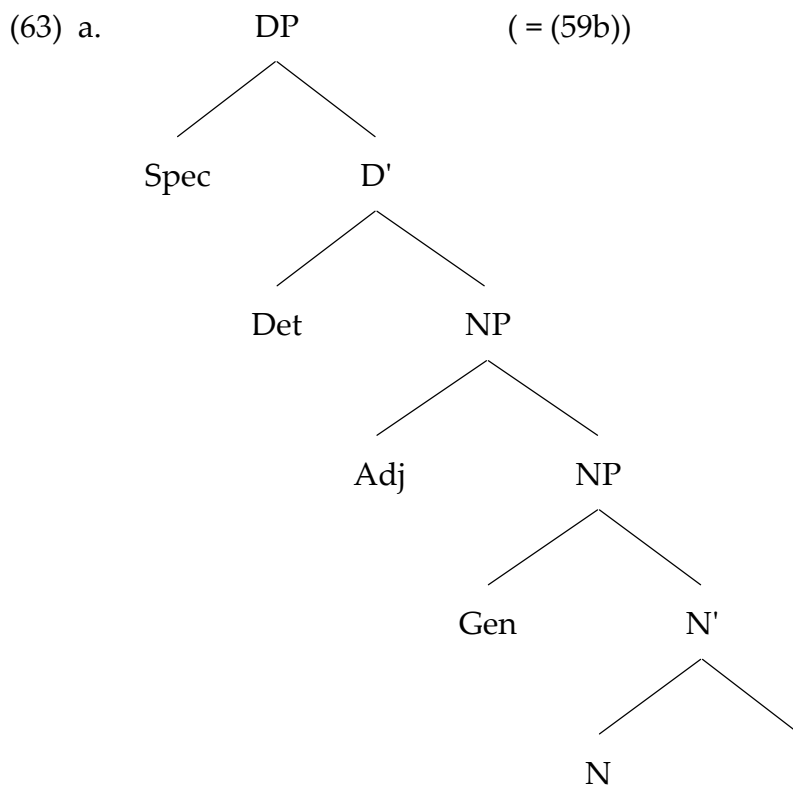 (63) a. DP ( = (59b))
Spec D'
Det NP
Adj NP
Gen N'
N